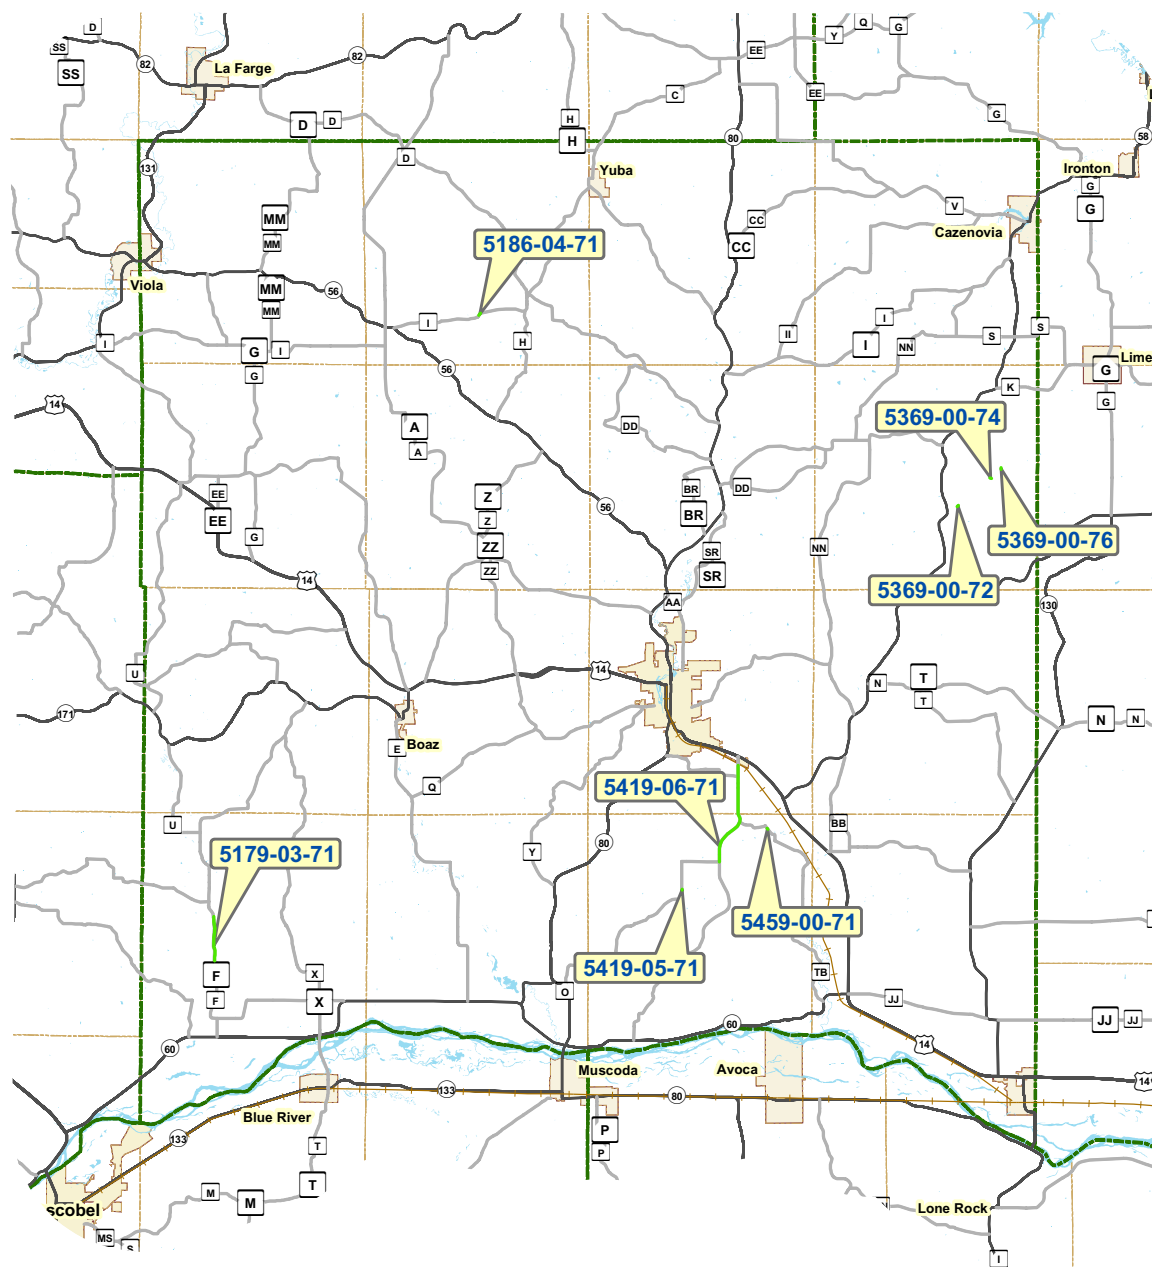 D
Q
G
Y
SS
EE
82
82
SS
La Farge
C
EE
G
D
D
H
58
H
80
D
131
Yuba
Ironton
G
G
MM
CC
V
MM
CC
Cazenovia
5186-04-71
Viola
MM
56
MM
I
I
S
S
II
H
I
NN
I
G
I
Lime
G
G
56
K
G
14
A
DD
5369-00-74
A
BR
DD
EE
Z
56
BR
EE
Z
G
ZZ
NN
5369-00-76
SR
ZZ
SR
14
5369-00-72
AA
130
U
14
N
T
T
171
N
N
E
Boaz
Q
5419-06-71
U
BB
80
Y
5179-03-71
5459-00-71
5419-05-71
F
X
TB
F
X
O
JJ
JJ
JJ
60
60
14
Muscoda
Avoca
14
133
80
Blue River
P
133
T
P
T
M
M
scobel
Lone Rock
MS
S
I